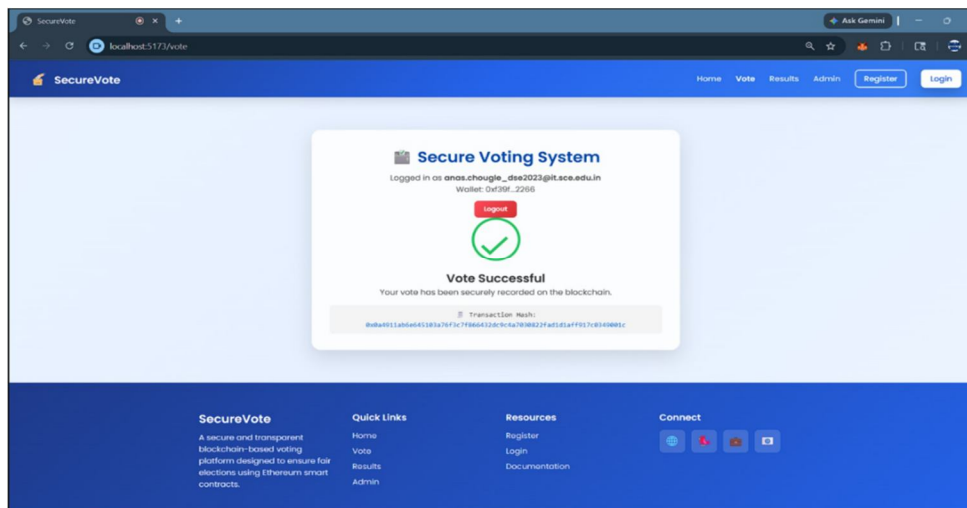 SecureVote
Ask Gemini
localhost:5173/vote
SecureVote
Home Vote Results Admin Register Login
Secure Voting System
Logged in as anas.chougle_dse2023@it.sce.edu.in
Wallet: 0xf39f...2266
Logout
Vote Successful
Your vote has been securely recorded on the blockchain.
Transaction Hash:
SecureVote
A secure and transparent
blockchain-based voting
platform designed to ensure fair
elections using Ethereum smart
contracts.
Quick Links
Home
Vote
Results
Admin
Resources
Register
Login
Documentation
Connect